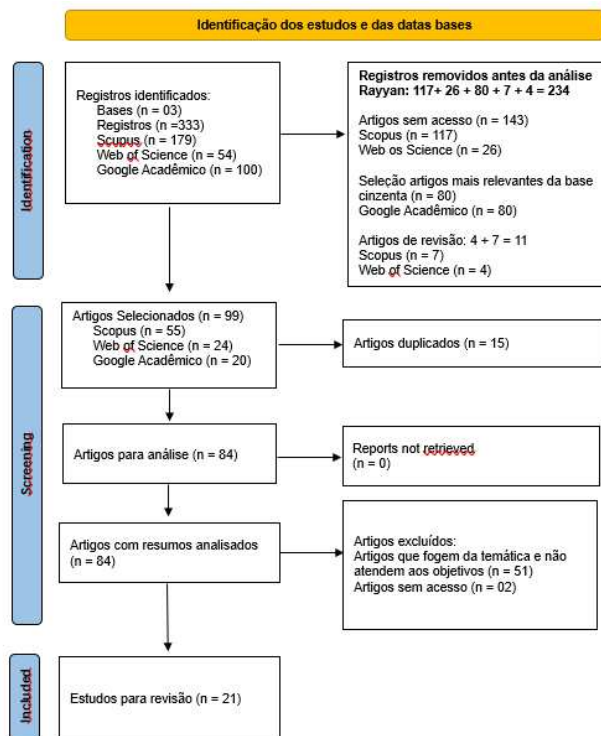 Identificação dos estudos e das datas bases
Identification
Registros identificados:
Bases (n = 03)
Registros (n =333)
Scupus (n = 179)
Web of Science (n = 54)
Google Acadêmico (n = 100)
Registros removidos antes da análise
Rayyan: 117+ 26 + 80 + 7 + 4 = 234
Artigos sem acesso (n = 143)
Scopus (n = 117)
Web os Science (n = 26)
Seleção artigos mais relevantes da base
cinzenta (n = 80)
Google Acadêmico (n = 80)
Artigos de revisão: 4 + 7 = 11
Scopus (n = 7)
Web of Science (n = 4)
Screening
Artigos Selecionados (n = 99)
Scopus (n = 55)
Web of Science (n = 24)
Google Acadêmico (n = 20)
Artigos duplicados (n = 15)
Artigos para análise (n = 84)
Reports not retrieved
(n = 0)
Artigos com resumos analisados
(n = 84)
Artigos excluídos:
Artigos que fogem da temática e não
atendem aos objetivos (n = 51)
Artigos sem acesso (n = 02)
Included
Estudos para revisão (n = 21)